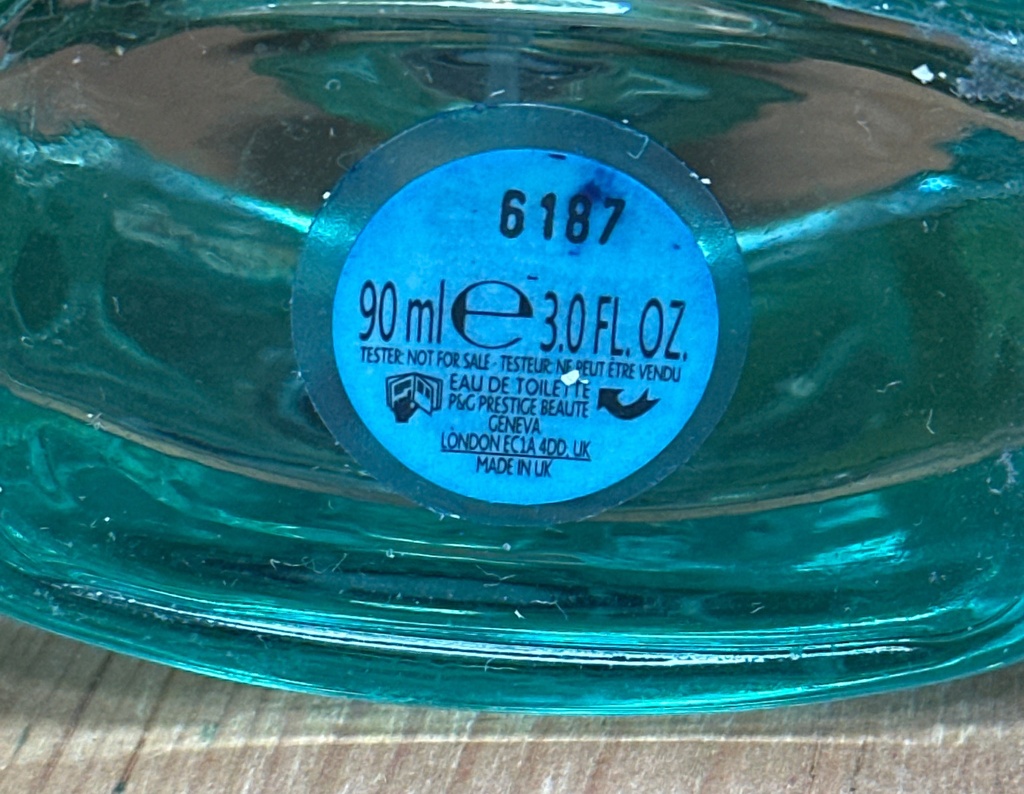 6187
90 ml e 3.0 FL. OZ.
TESTER: NOT FOR SALE - TESTEUR: NE PEUT ÊTRE VENDU
EAU DE TOILETTE
P&G PRESTIGE BEAUTE
GENEVA
LONDON EC1A 4DD, UK
MADE IN UK